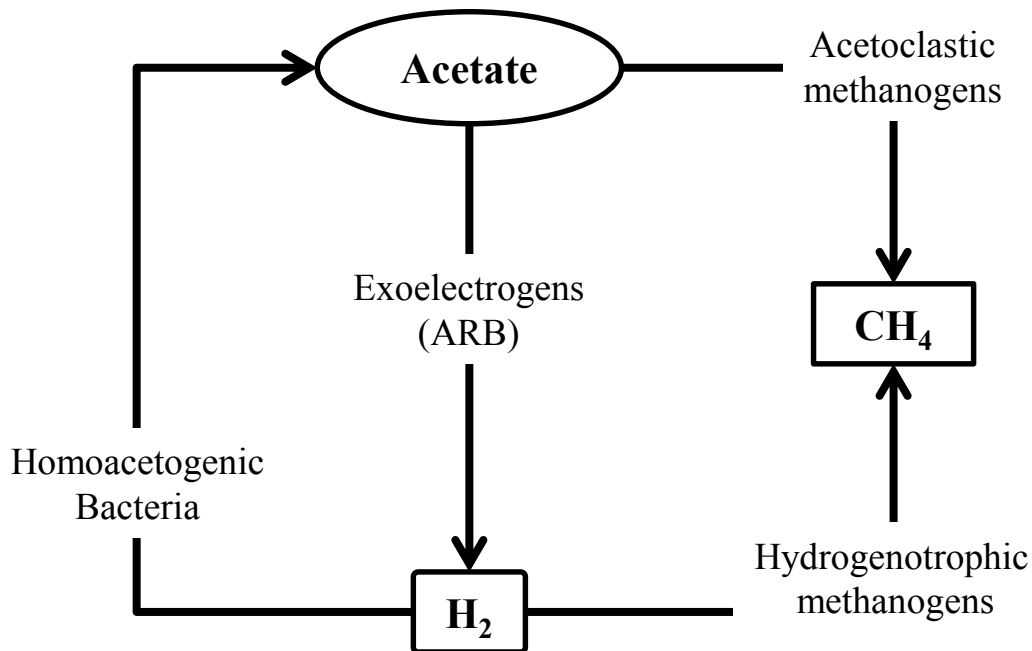 Acetate
Acetoclastic
methanogens
Exoelectrogens
(ARB)
CH₄
Homoacetogenic
Bacteria
H₂
Hydrogenotrophic
methanogens